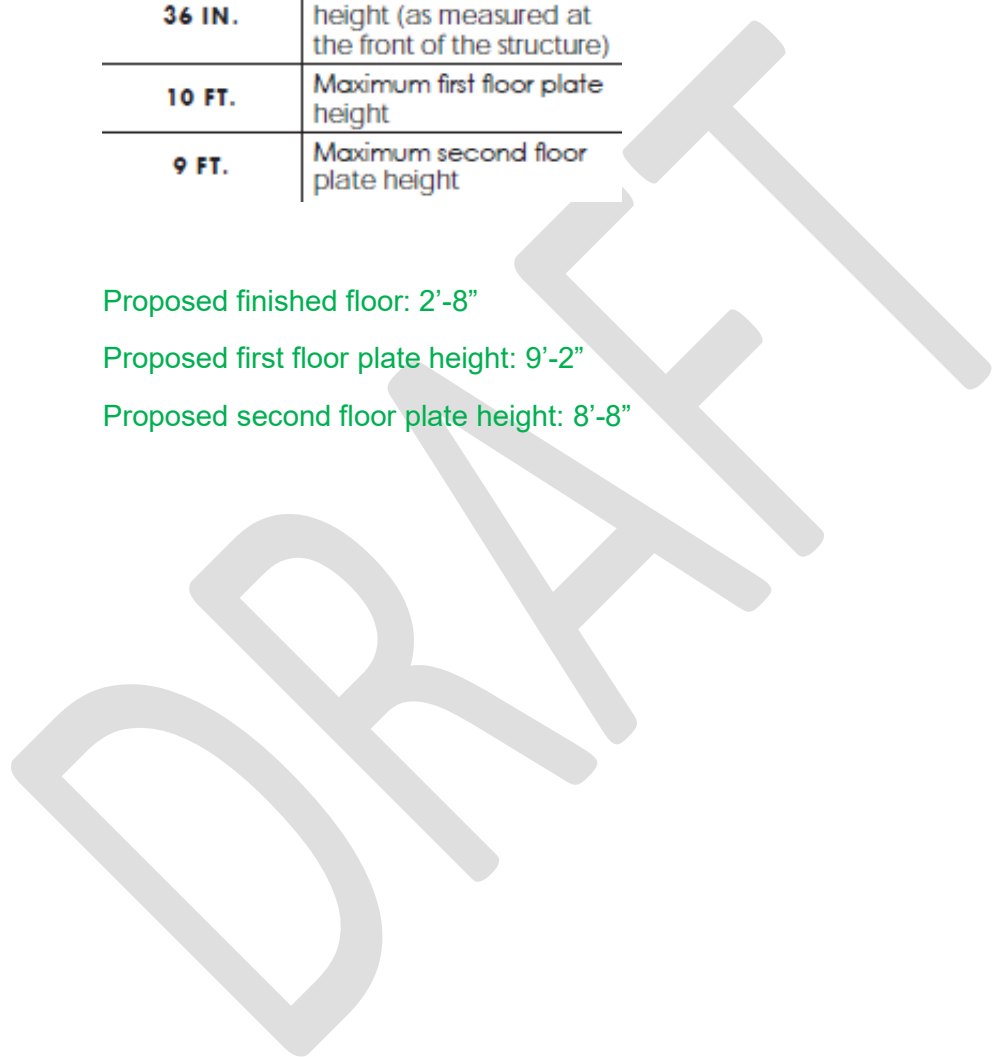 36 IN. height (as measured at
the front of the structure)
10 FT. Maximum first floor plate
height
9 FT. Maximum second floor
plate height
Proposed finished floor: 2’-8”
Proposed first floor plate height: 9’-2”
Proposed second floor plate height: 8’-8”
DRAFT